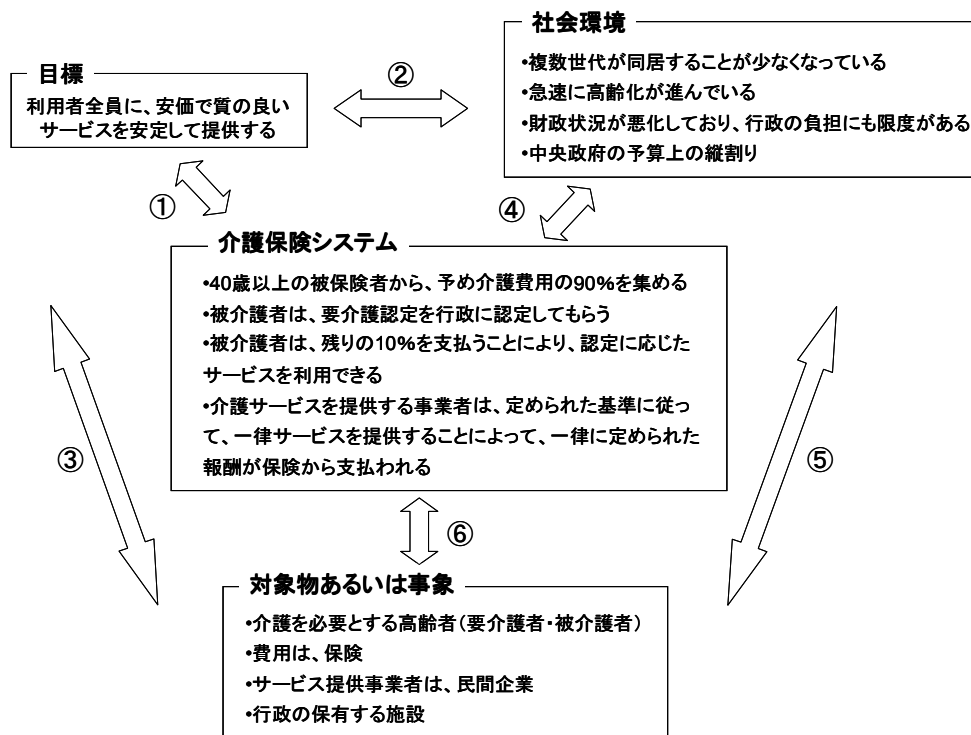 社会環境
•複数世代が同居することが少なくなっている
•急速に高齢化が進んでいる
•財政状況が悪化しており、行政の負担にも限度がある
•中央政府の予算上の縦割り
②
目標
利用者全員に、安価で質の良い
サービスを安定して提供する
①
④
介護保険システム
•40歳以上の被保険者から、予め介護費用の90%を集める
•被介護者は、要介護認定を行政に認定してもらう
•被介護者は、残りの10%を支払うことにより、認定に応じた
サービスを利用できる
•介護サービスを提供する事業者は、定められた基準に従っ
て、一律サービスを提供することによって、一律に定められた
報酬が保険から支払われる
③
⑤
⑥
対象物あるいは事象
•介護を必要とする高齢者(要介護者・被介護者)
•費用は、保険
•サービス提供事業者は、民間企業
•行政の保有する施設